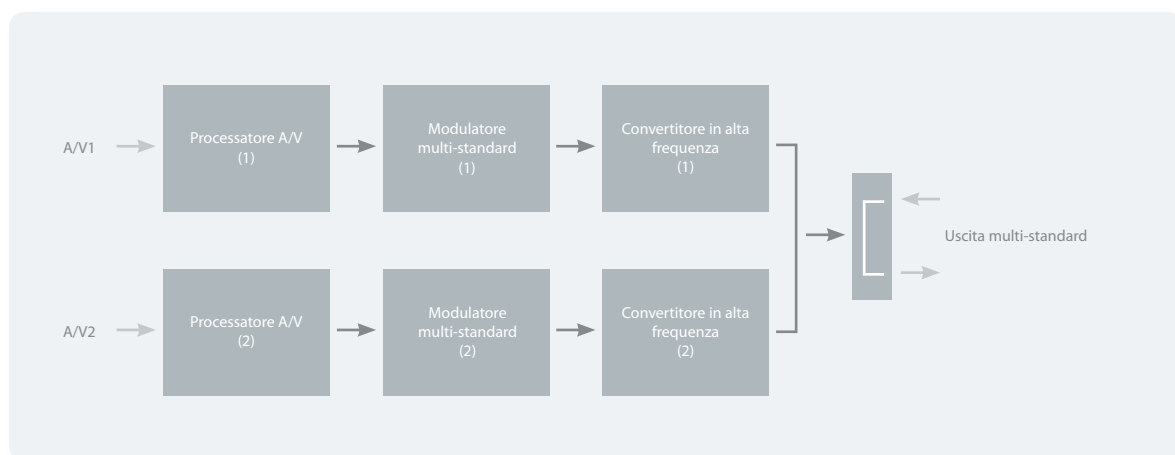 A/V1
Processatore A/V
(1)
Modulatore
multi-standard
(1)
Convertitore in alta
frequenza
(1)
Uscita multi-standard
A/V2
Processatore A/V
(2)
Modulatore
multi-standard
(2)
Convertitore in alta
frequenza
(2)